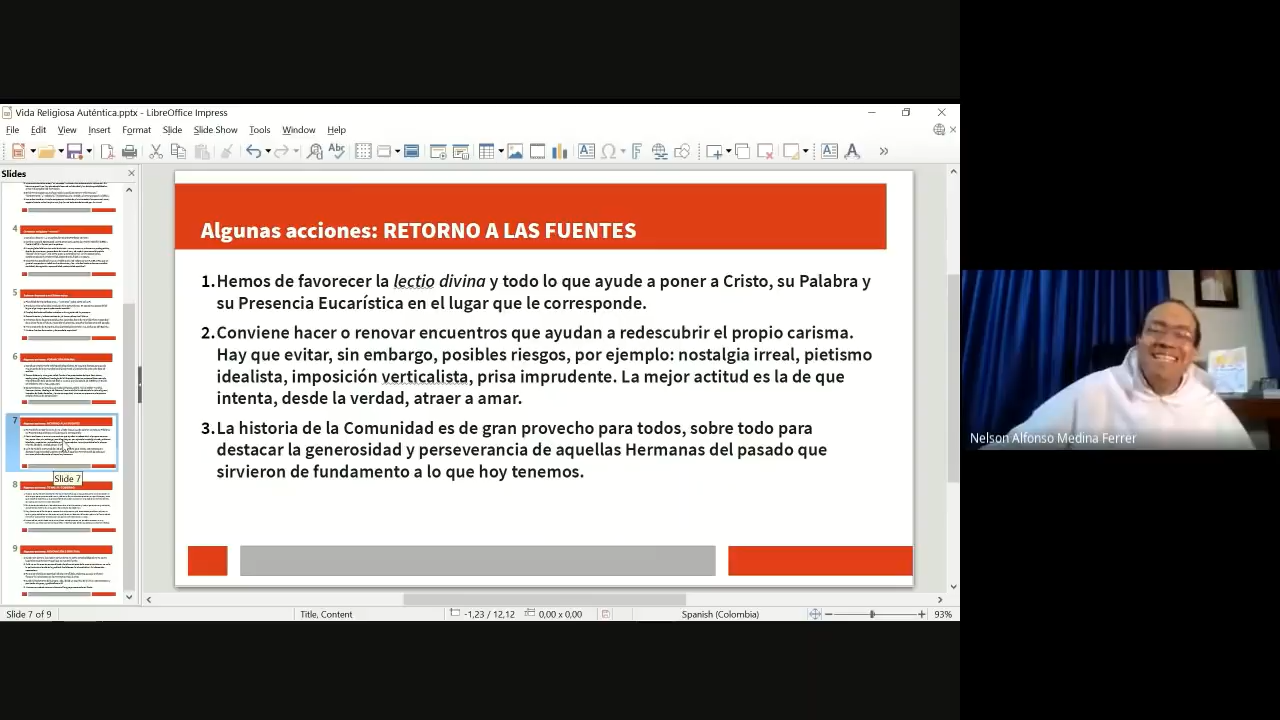 Vida Religiosa Auténtica.pptx - LibreOffice Impress
File Edit View Insert Format Slide Slide Show Tools Window Help
Slides
4
5
6
7
Slide 7
8
9
Algunas acciones: RETORNO A LAS FUENTES
1.Hemos de favorecer la lectio divina y todo lo que ayude a poner a Cristo, su Palabra y
su Presencia Eucarística en el lugar que le corresponde.
2.Conviene hacer o renovar encuentros que ayudan a redescubrir el propio carisma.
Hay que evitar, sin embargo, posibles riesgos, por ejemplo: nostalgia irreal, pietismo
idealista, imposición verticalista, prisa imprudente. La mejor actitud es la de que
intenta, desde la verdad, atraer a amar.
3.La historia de la Comunidad es de gran povecho para todos, sobre todo para
destacar la generosidad y perseverancia de aquellas Hermanas del pasado que
sirvieron de fundamento a lo que hoy tenemos.
Nelson Alfonso Medina Ferrer
Slide 7 of 9 Title, Content -1,23 / 12,12 0,00 x 0,00 Spanish (Colombia) 93%